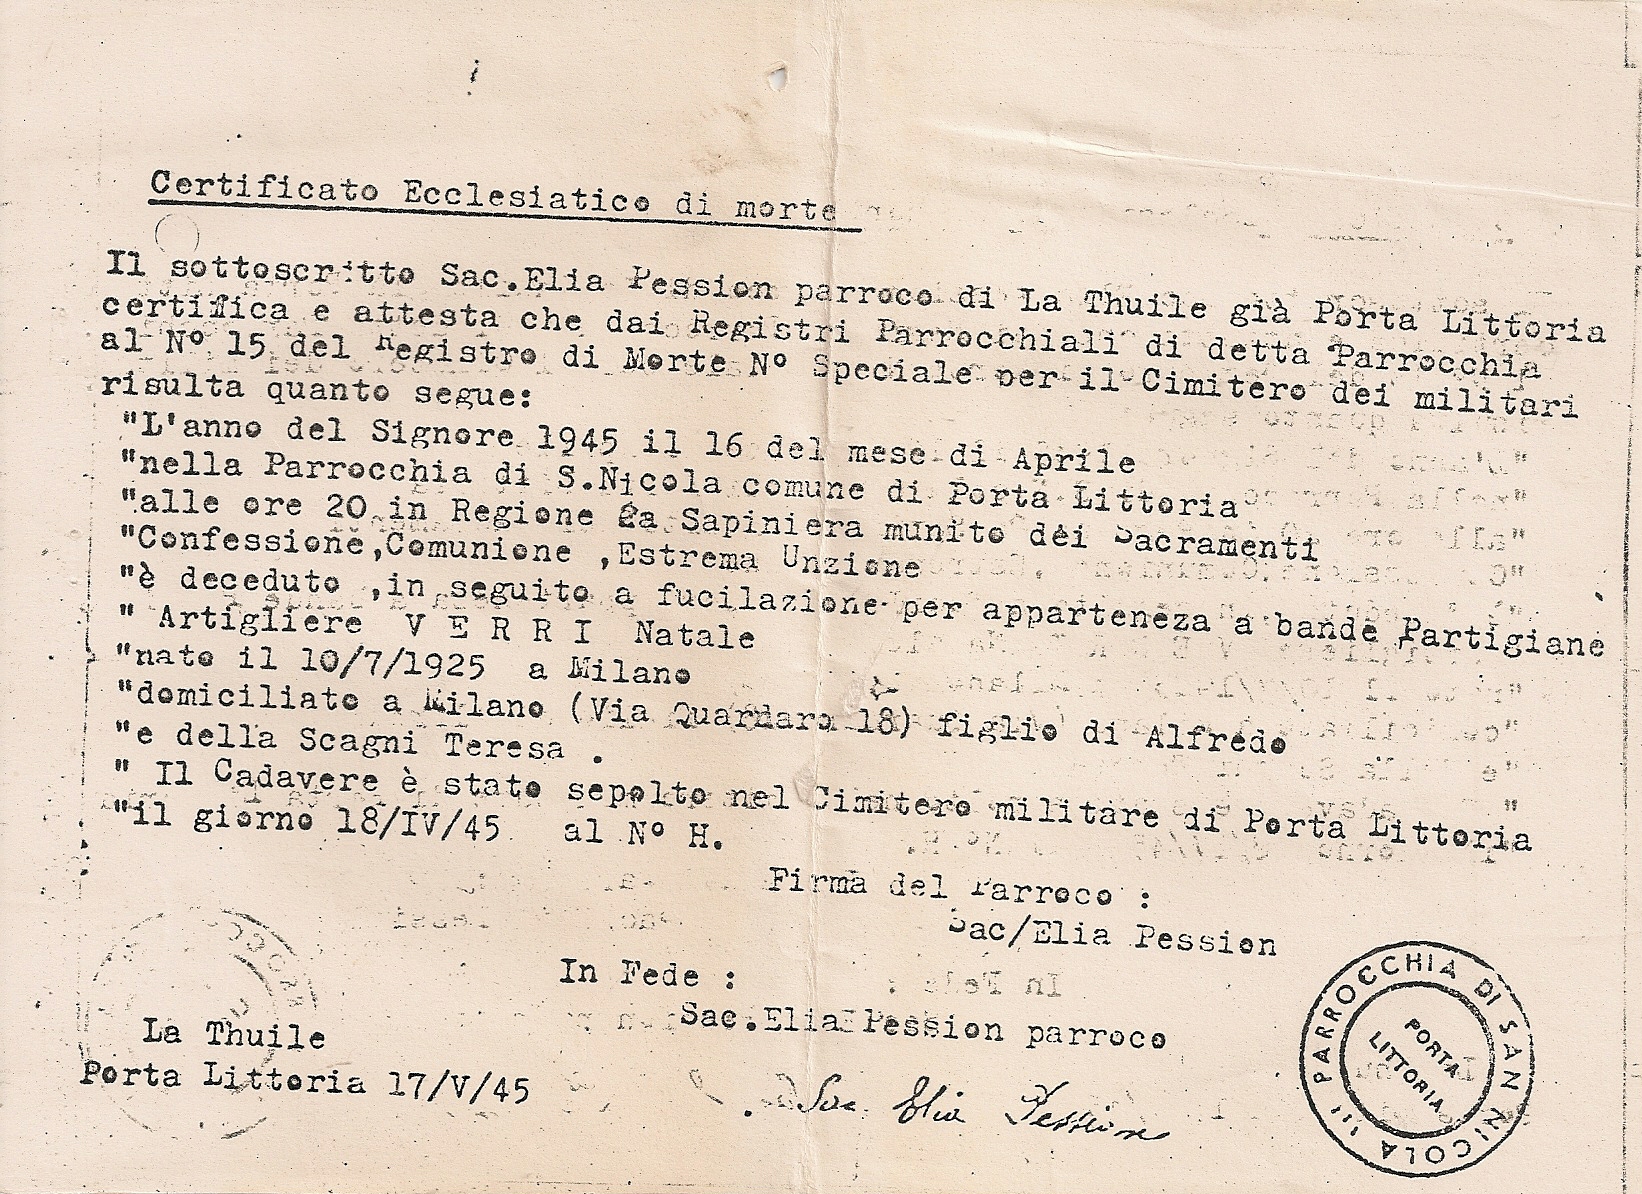 Certificato Ecclesiatico di morte
Il sottoscritto Sac.Elia Pession parroco di La Thuile già Porta Littoria
certifica e attesta che dai Registri Parrocchiali di detta Parrocchia
al Nº 15 del Registro di Morte Nº Speciale per il Cimitero dei militari
risulta quanto segue:
"L'anno del Signore 1945 il 16 del mese di Aprile
"nella Parrocchia di S.Nicola comune di Porta Littoria
"alle ore 20 in Regione La Sapiniera munito dei Sacramenti
"Confessione,Comunione ,Estrema Unzione
"è deceduto ,in seguito a fucilazione per apparteneza a bande Partigiane
" Artigliere V E R R I Natale
"nato il 10/7/1925 a Milano
"domiciliato a Milano (Via 18) figlio di Alfredo
"e della Scagni Teresa .
" Il Cadavere è stato sepolto nel Cimitero militare di Porta Littoria
"il giorno 18/IV/45 al Nº H.
Firma del Parroco :
Sac/Elia Pession
In Fede :
Sac.Elia Pession parroco
La Thuile
Porta Littoria 17/V/45
Sac Elia Pession
PARROCCHIA DI SAN NICOLA
PORTA
LITTORIA